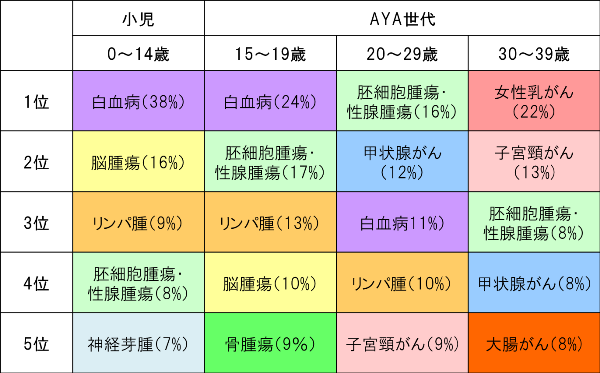 小児
AYA世代
0～14歳
15～19歳
20～29歳
30～39歳
1位
白血病(38%)
白血病(24%)
胚細胞腫瘍・
性腺腫瘍(16%)
女性乳がん
(22%)
2位
脳腫瘍(16%)
胚細胞腫瘍・
性腺腫瘍(17%)
甲状腺がん
(12%)
子宮頸がん
(13%)
3位
リンパ腫(9%)
リンパ腫(13%)
白血病11%)
胚細胞腫瘍・
性腺腫瘍(8%)
4位
胚細胞腫瘍・
性腺腫瘍(8%)
脳腫瘍(10%)
リンパ腫(10%)
甲状腺がん(8%)
5位
神経芽腫(7%)
骨腫瘍(9%)
子宮頸がん(9%)
大腸がん(8%)